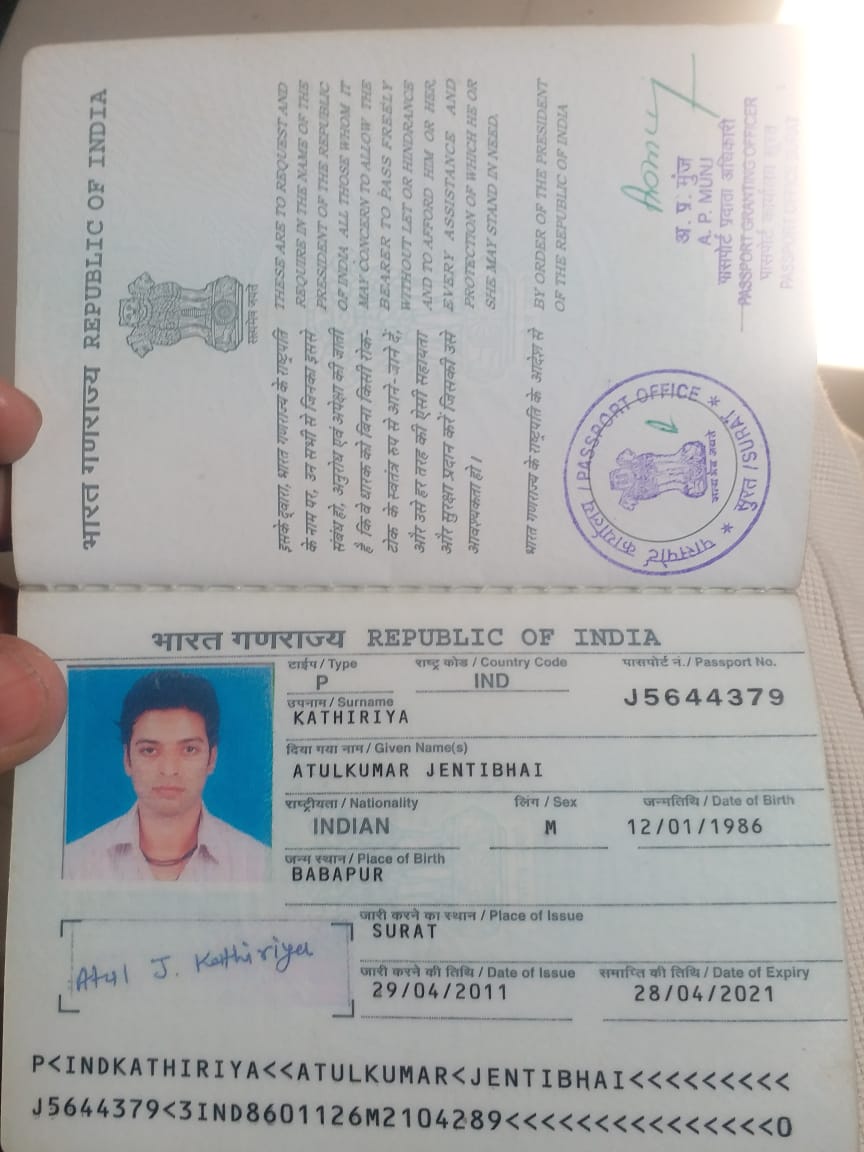 भारत गणराज्य REPUBLIC OF INDIA
सत्यमेव जयते
इसके द्वारा, भारत गणराज्य के राष्ट्रपति
के नाम पर, उन सभी से जिनका इससे
संबंध हो, अनुरोध एवं अपेक्षा की जाती
है कि वे धारक को बिना किसी रोक-
टोक के स्वतंत्र रूप से आने-जाने दें,
और उसे हर तरह की ऐसी सहायता
और सुरक्षा प्रदान करें जिसकी उसे
आवश्यकता हो।
THESE ARE TO REQUEST AND
REQUIRE IN THE NAME OF THE
PRESIDENT OF THE REPUBLIC
OF INDIA ALL THOSE WHOM IT
MAY CONCERN TO ALLOW THE
BEARER TO PASS FREELY
WITHOUT LET OR HINDRANCE
AND TO AFFORD HIM OR HER,
EVERY ASSISTANCE AND
PROTECTION OF WHICH HE OR
SHE MAY STAND IN NEED.
भारत गणराज्य के राष्ट्रपति के आदेश से
BY ORDER OF THE PRESIDENT
OF THE REPUBLIC OF INDIA
पासपोर्ट कार्यालय / PASSPORT OFFICE * सुरत / SURAT *
सत्यमेव जयते
अ. प्र. मुंज
A. P. MUNJ
पासपोर्ट प्रदाता अधिकारी
PASSPORT GRANTING OFFICER
पासपोर्ट कार्यालय सुरत
PASSPORT OFFICE SURAT
भारत गणराज्य REPUBLIC OF INDIA
टाईप / Type राष्ट्र कोड / Country Code पासपोर्ट नं. / Passport No.
P IND J5644379
उपनाम / Surname
KATHIRIYA
दिया गया नाम / Given Name(s)
ATULKUMAR JENTIBHAI
राष्ट्रीयता / Nationality लिंग / Sex जन्मतिथि / Date of Birth
INDIAN M 12/01/1986
जन्म स्थान / Place of Birth
BABAPUR
जारी करने का स्थान / Place of Issue
SURAT
जारी करने की तिथि / Date of Issue समाप्ति की तिथि / Date of Expiry
29/04/2011 28/04/2021
Atul J. Kathiriya
P<INDKATHIRIYA<<ATULKUMAR<JENTIBHAI<<<<<<<<<
J5644379<3IND8601126M2104289<<<<<<<<<<<<<<<0